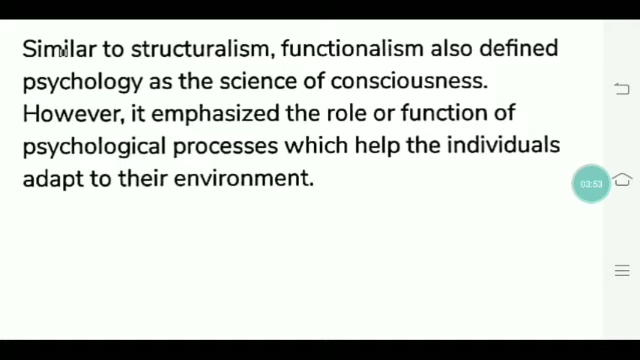 Similar to structuralism, functionalism also defined
psychology as the science of consciousness.
However, it emphasized the role or function of
psychological processes which help the individuals
adapt to their environment.
03:53